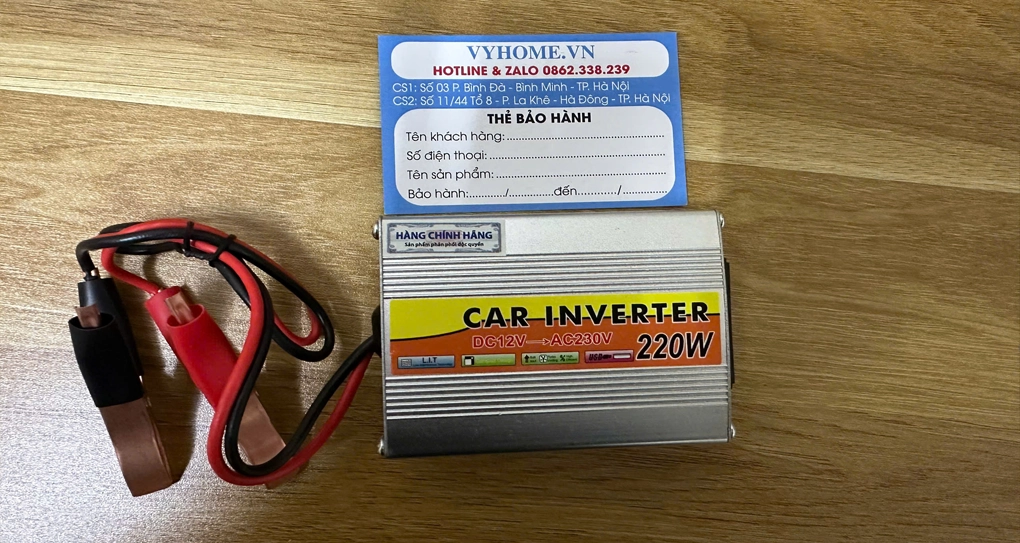 VYHOME.VN
HOTLINE & ZALO 0862.338.239
CS1: Số 03 P. Bình Đà - Bình Minh - TP. Hà Nội
CS2: Số 11/44 Tổ 8 - P. La Khê - Hà Đông - TP. Hà Nội
THẺ BẢO HÀNH
Tên khách hàng:
Số điện thoại:
Tên sản phẩm:
Bảo hành:........../..............đến............/...............
HÀNG CHÍNH HÃNG
Sản phẩm phân phối độc quyền
CAR INVERTER
DC12V→AC230V
220W
L.I.T
USB